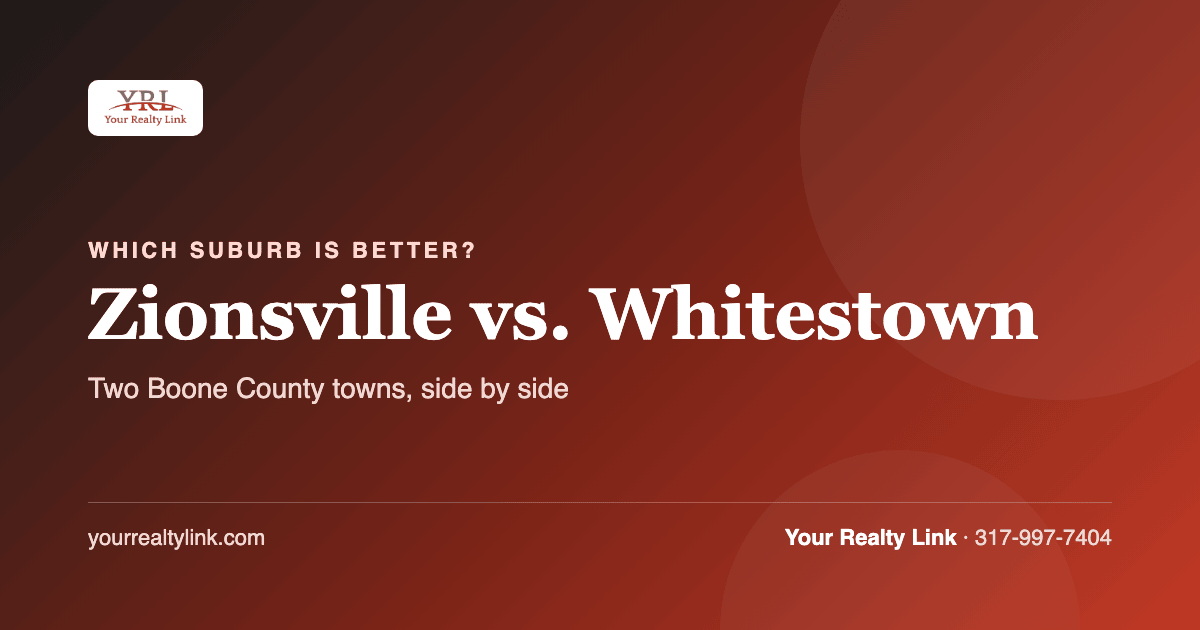 YRL
Your Realty Link
WHICH SUBURB IS BETTER?
Zionsville vs. Whitestown
Two Boone County towns, side by side
yourrealtylink.com
Your Realty Link · 317-997-7404